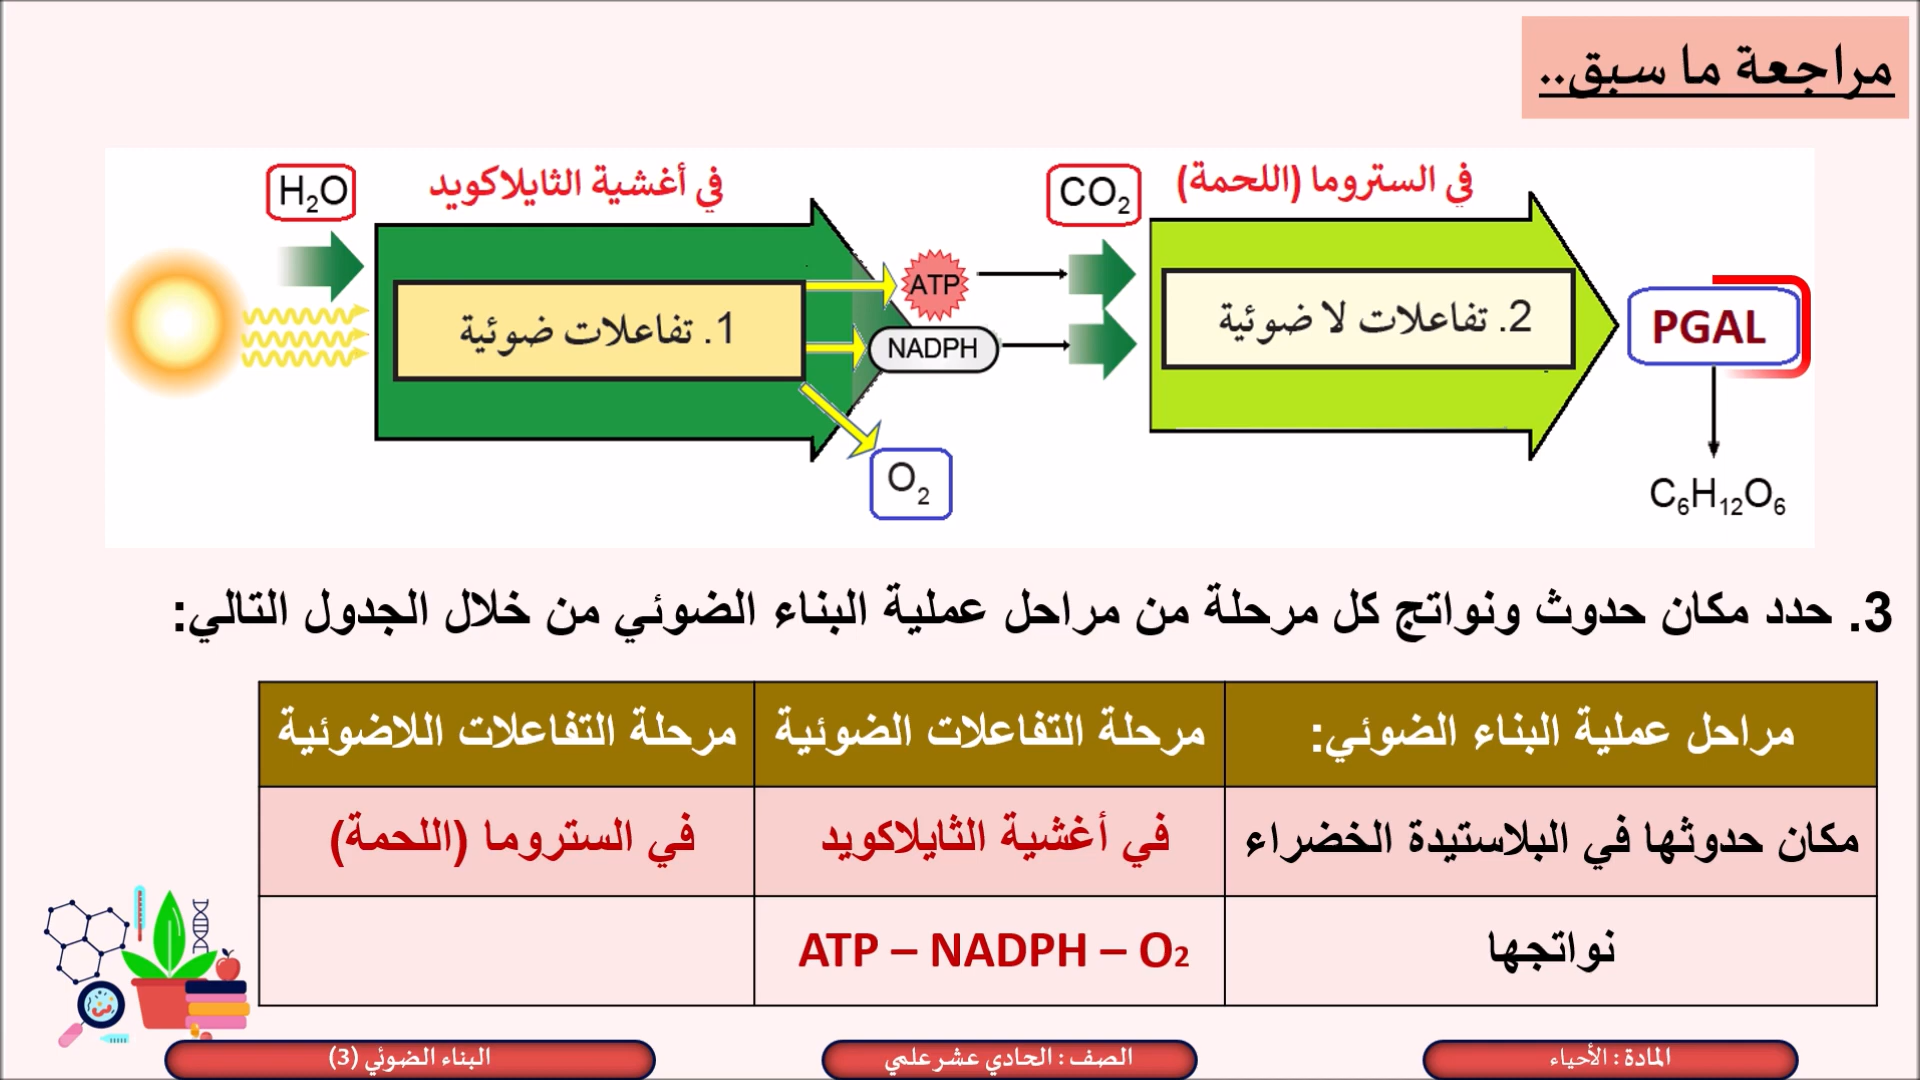 مراجعة ما سبق..
H₂O
في أغشية الثايلاكويد
CO₂
في الستروما (اللحمة)
1. تفاعلات ضوئية
ATP
NADPH
O₂
2. تفاعلات لا ضوئية
PGAL
C₆H₁₂O₆
3. حدد مكان حدوث ونواتج كل مرحلة من مراحل عملية البناء الضوئي من خلال الجدول التالي:
مراحل عملية البناء الضوئي:
مرحلة التفاعلات الضوئية
مرحلة التفاعلات اللاضوئية
مكان حدوثها في البلاستيدة الخضراء
في أغشية الثايلاكويد
في الستروما (اللحمة)
نواتجها
ATP – NADPH – O₂
المادة : الأحياء
الصف : الحادي عشر علمي
البناء الضوئي (3)